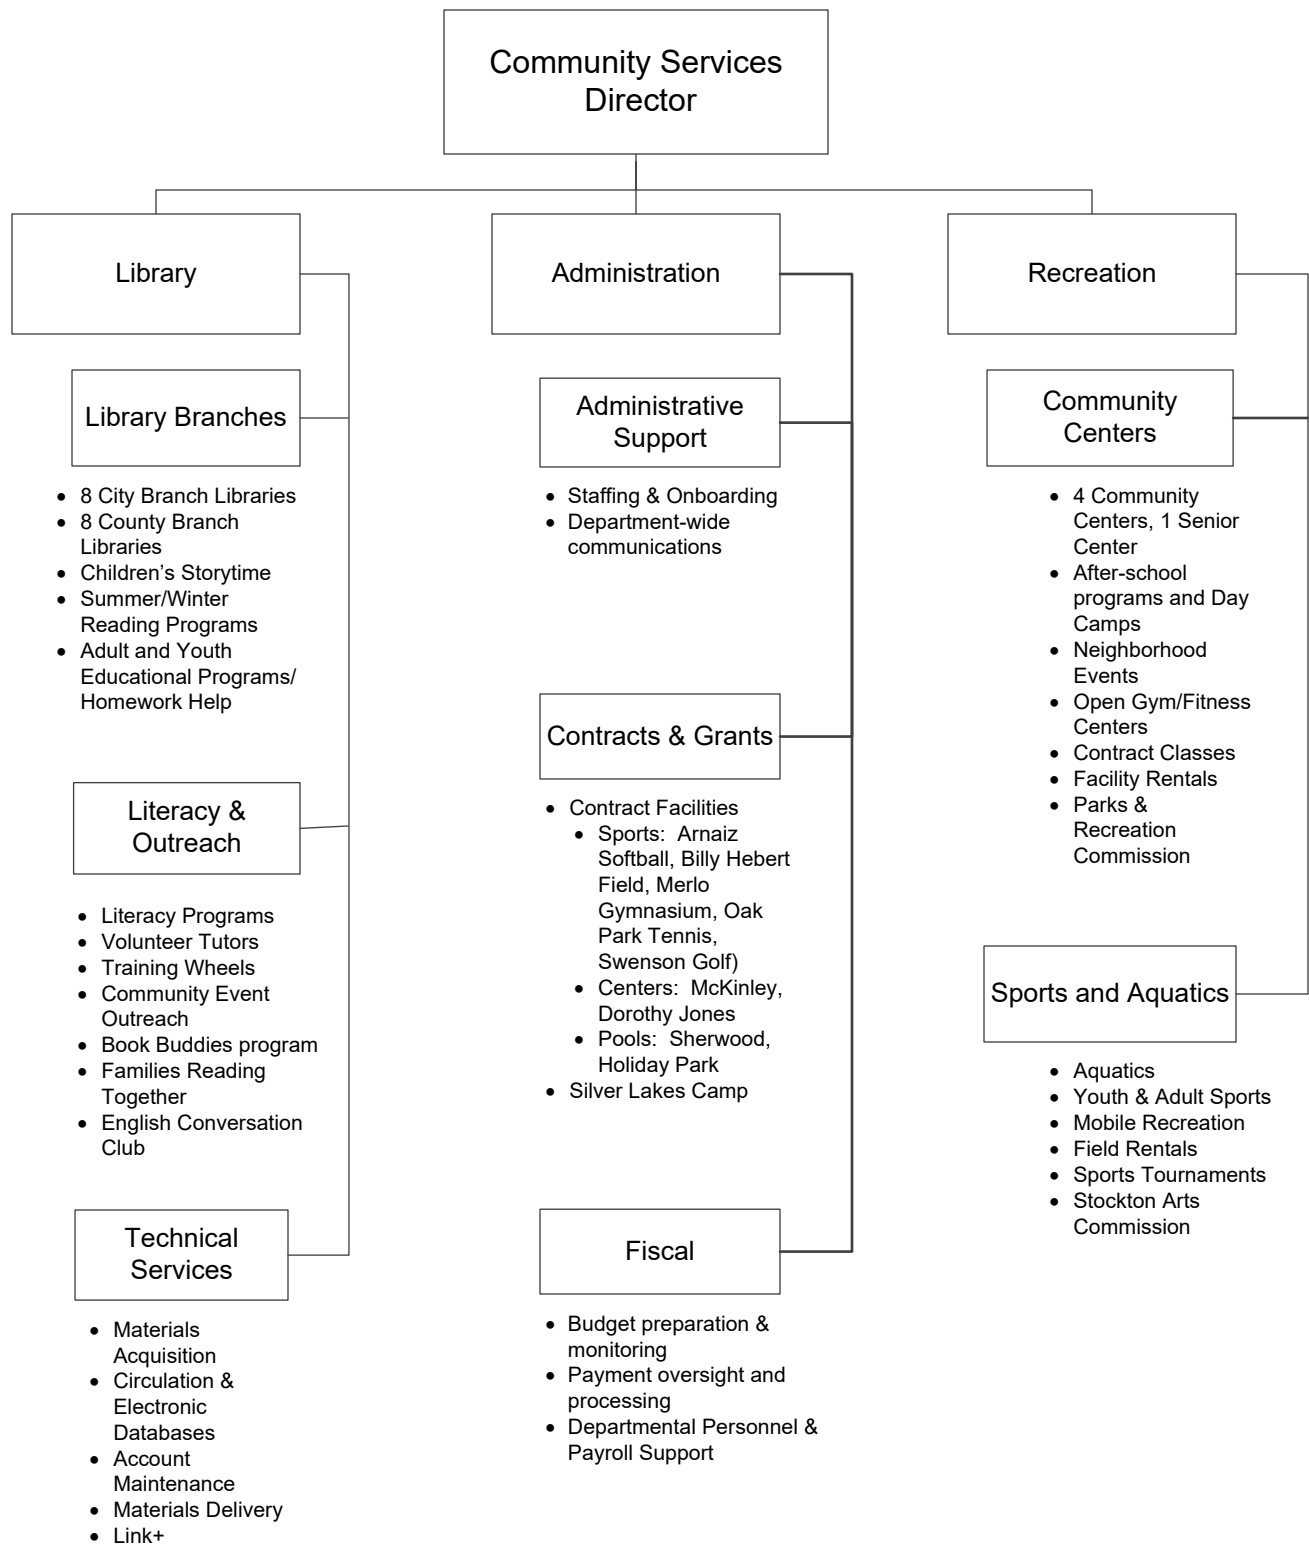 Community Services
Director
Library
Administration
Recreation
Library Branches
• 8 City Branch Libraries
• 8 County Branch
Libraries
• Children’s Storytime
• Summer/Winter
Reading Programs
• Adult and Youth
Educational Programs/
Homework Help
Literacy &
Outreach
• Literacy Programs
• Volunteer Tutors
• Training Wheels
• Community Event
Outreach
• Book Buddies program
• Families Reading
Together
• English Conversation
Club
Technical
Services
• Materials
Acquisition
• Circulation &
Electronic
Databases
• Account
Maintenance
• Materials Delivery
• Link+
Administrative
Support
• Staffing & Onboarding
• Department-wide
communications
Contracts & Grants
• Contract Facilities
• Sports:  Arnaiz
Softball, Billy Hebert
Field, Merlo
Gymnasium, Oak
Park Tennis,
Swenson Golf)
• Centers:  McKinley,
Dorothy Jones
• Pools:  Sherwood,
Holiday Park
• Silver Lakes Camp
Fiscal
• Budget preparation &
monitoring
• Payment oversight and
processing
• Departmental Personnel &
Payroll Support
Community
Centers
• 4 Community
Centers, 1 Senior
Center
• After-school
programs and Day
Camps
• Neighborhood
Events
• Open Gym/Fitness
Centers
• Contract Classes
• Facility Rentals
• Parks &
Recreation
Commission
Sports and Aquatics
• Aquatics
• Youth & Adult Sports
• Mobile Recreation
• Field Rentals
• Sports Tournaments
• Stockton Arts
Commission